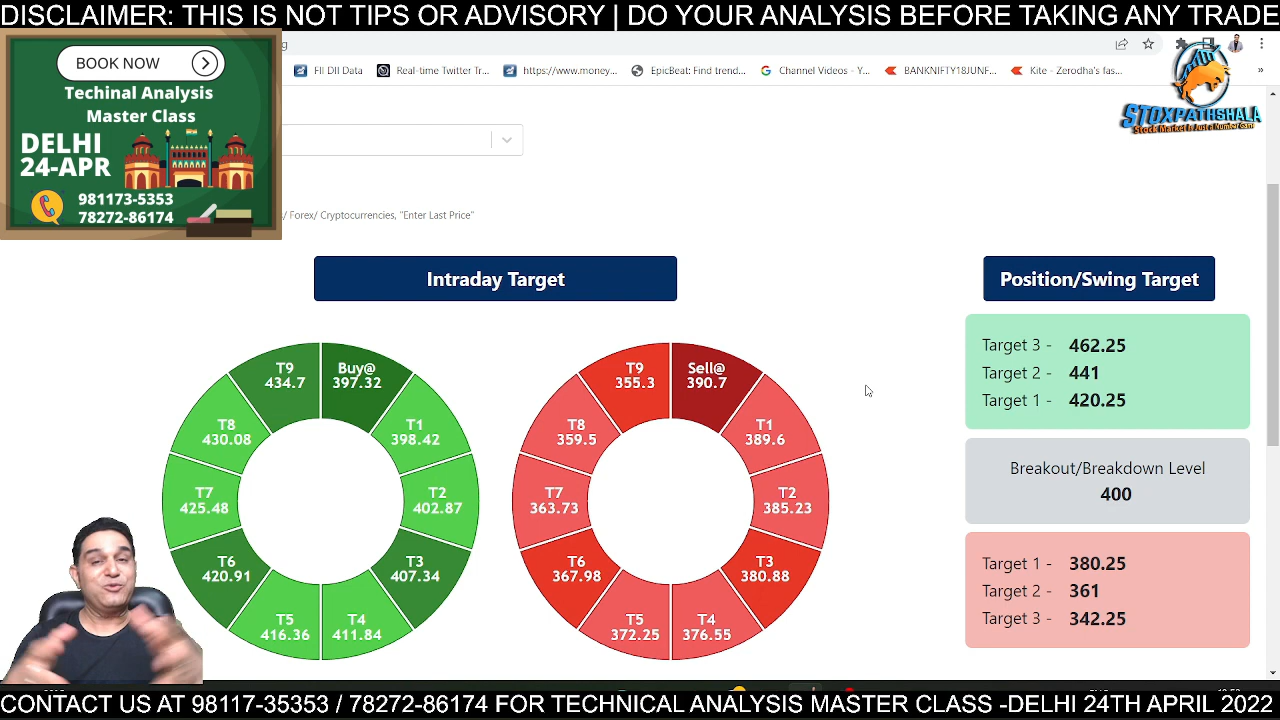 DISCLAIMER: THIS IS NOT TIPS OR ADVISORY | DO YOUR ANALYSIS BEFORE TAKING ANY TRADE
BOOK NOW
Techinal Analysis
Master Class
DELHI
24-APR
981173-5353
78272-86174
FII DII Data
Real-time Twitter Tr...
https://www.money...
EpicBeat: Find trend...
Channel Videos - Y...
BANKNIFTY18JUNF...
Kite - Zerodha's fas...
»
STOXPATHSHALA
Stock Market is Just a Number Game
/ Forex/ Cryptocurrencies, "Enter Last Price"
Intraday Target
Buy@
397.32
T1
398.42
T2
402.87
T3
407.34
T4
411.84
T5
416.36
T6
420.91
T7
425.48
T8
430.08
T9
434.7
Sell@
390.7
T1
389.6
T2
385.23
T3
380.88
T4
376.55
T5
372.25
T6
367.98
T7
363.73
T8
359.5
T9
355.3
Position/Swing Target
Target 3 - 462.25
Target 2 - 441
Target 1 - 420.25
Breakout/Breakdown Level
400
Target 1 - 380.25
Target 2 - 361
Target 3 - 342.25
CONTACT US AT 98117-35353 / 78272-86174 FOR TECHNICAL ANALYSIS MASTER CLASS -DELHI 24TH APRIL 2022